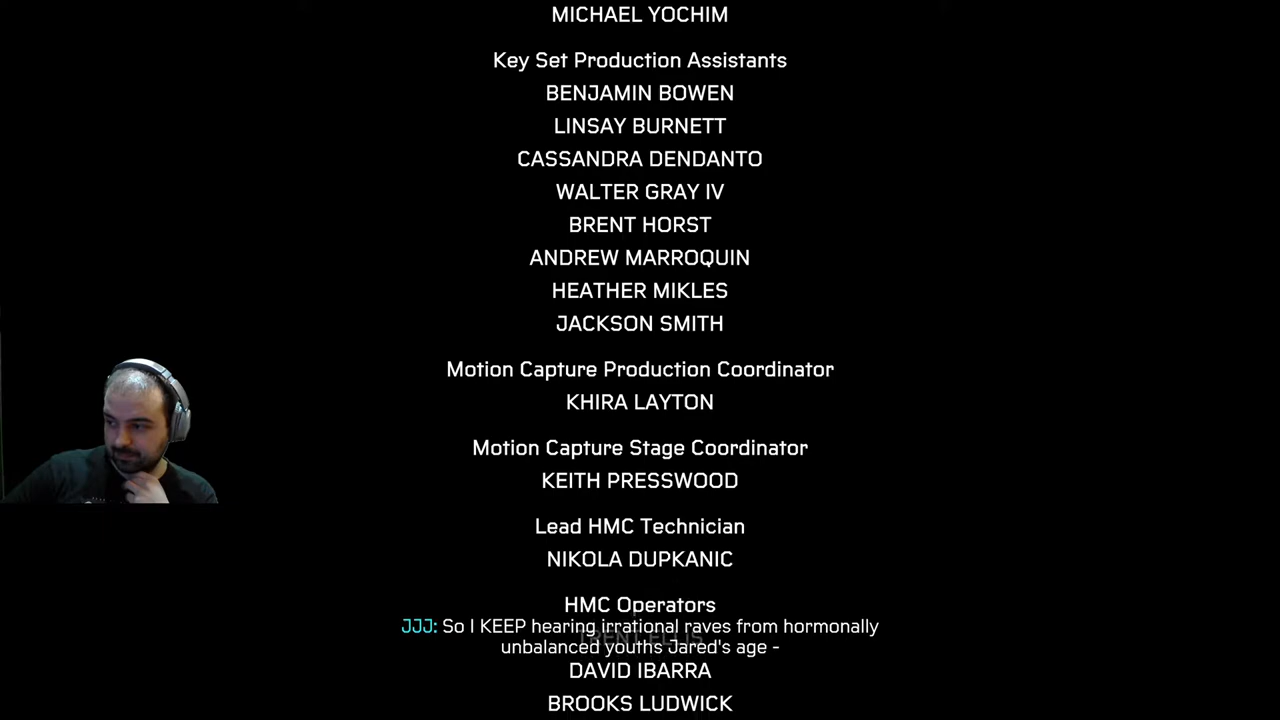 MICHAEL YOCHIM
Key Set Production Assistants
BENJAMIN BOWEN
LINSAY BURNETT
CASSANDRA DENDANTO
WALTER GRAY IV
BRENT HORST
ANDREW MARROQUIN
HEATHER MIKLES
JACKSON SMITH
Motion Capture Production Coordinator
KHIRA LAYTON
Motion Capture Stage Coordinator
KEITH PRESSWOOD
Lead HMC Technician
NIKOLA DUPKANIC
HMC Operators
JJJ: So I KEEP hearing irrational raves from hormonally
TRENT ELLIS
unbalanced youths Jared's age -
DAVID IBARRA
BROOKS LUDWICK